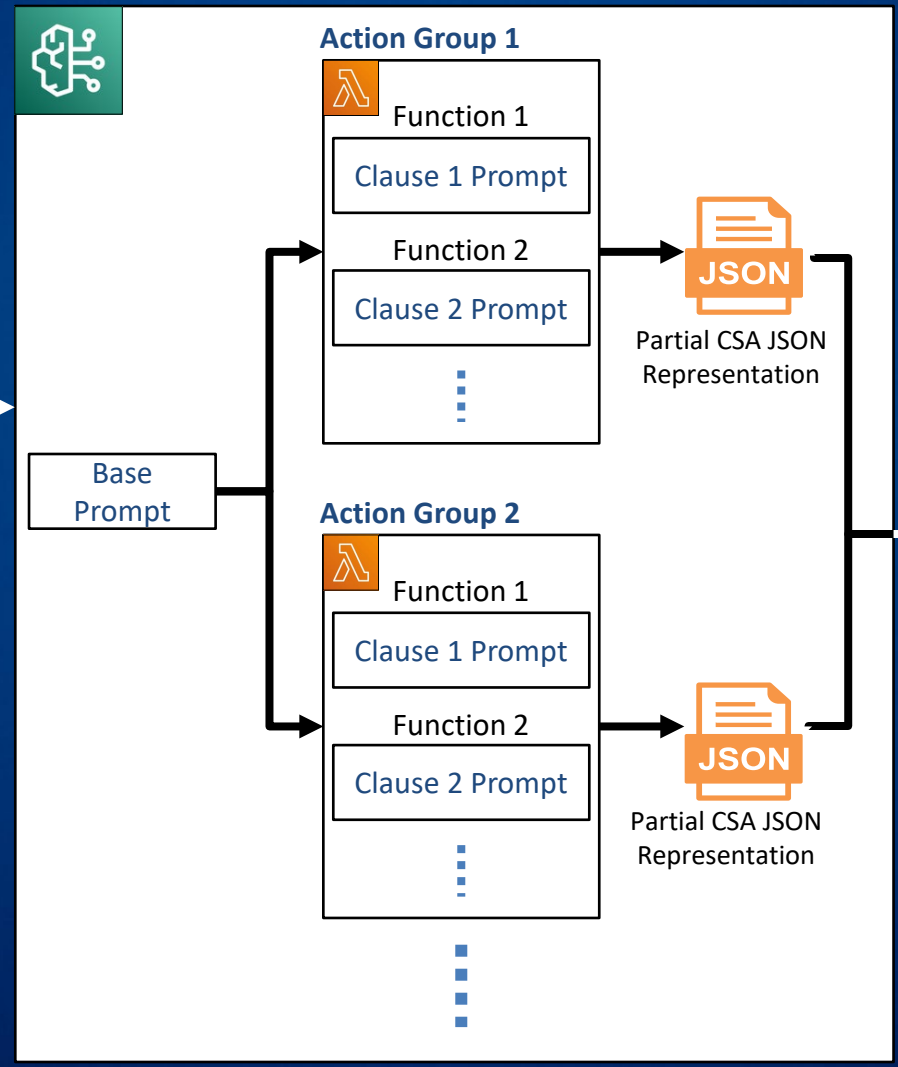 Action Group 1
Function 1
Clause 1 Prompt
Function 2
Clause 2 Prompt
JSON
Partial CSA JSON
Representation
Base
Prompt
Action Group 2
Function 1
Clause 1 Prompt
Function 2
Clause 2 Prompt
JSON
Partial CSA JSON
Representation